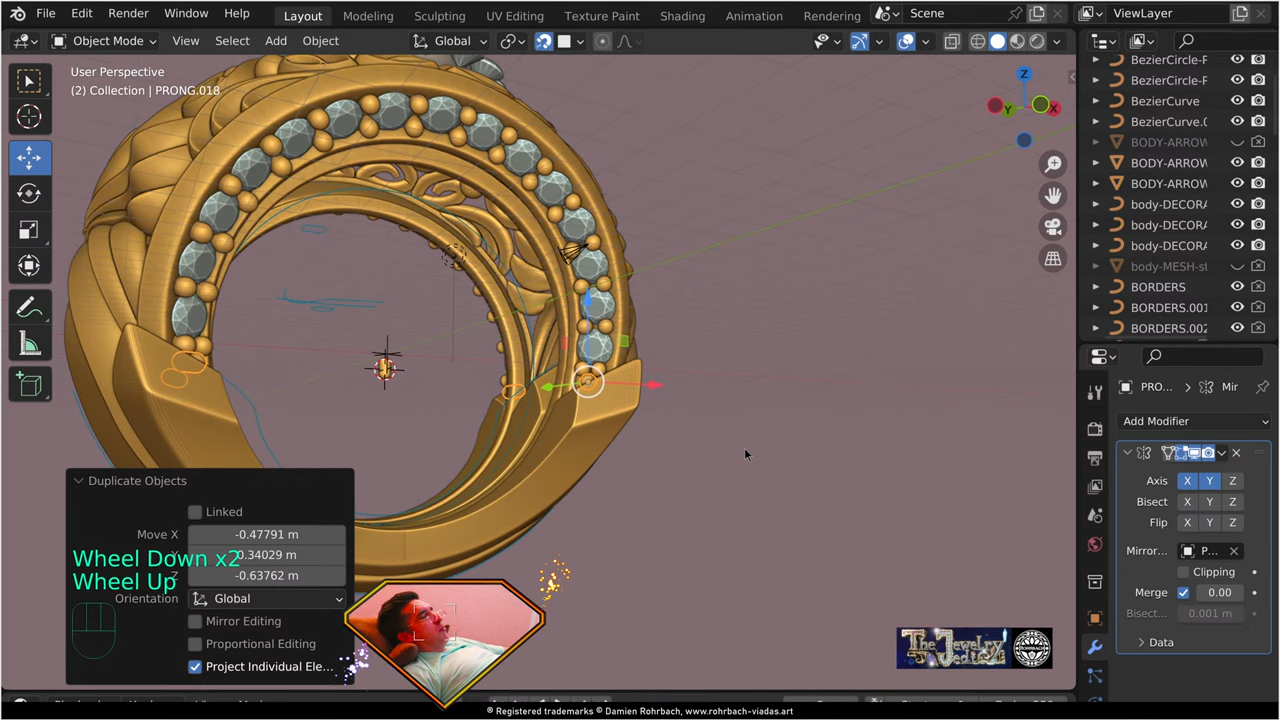 File Edit Render Window Help Layout Modeling Sculpting UV Editing Texture Paint Shading Animation Rendering Scene ViewLayer
Object Mode View Select Add Object Global
User Perspective
(2) Collection | PRONG.018
Z
Y X
BezierCircle-F
BezierCircle-F
BezierCurve
BezierCurve.0
BODY-ARROW
BODY-ARROW
BODY-ARROW
body-DECORA
body-DECORA
body-DECORA
body-MESH-st
BORDERS
BORDERS.001
BORDERS.002
PRO... Mir
Add Modifier
Axis X Y Z
Bisect X Y Z
Flip X Y Z
Mirror... P...
Clipping
Merge 0.00
Bisect... 0.001 m
Data
Duplicate Objects
Linked
Move X -0.47791 m
0.34029 m
-0.63762 m
Wheel Down x2
Wheel Up
Orientation Global
Mirror Editing
Proportional Editing
Project Individual Ele...
The Jewelry
ROHRBACH
® Registered trademarks © Damien Rohrbach, www.rohrbach-viadas.art